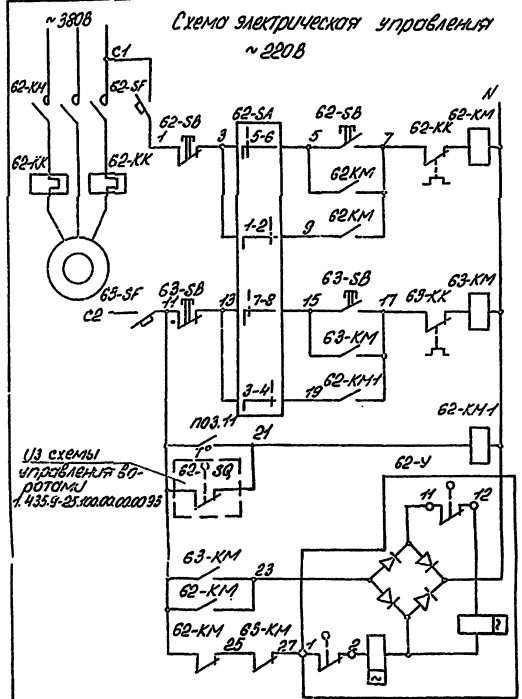 Схема электрическая управления
~ 380В
~ 220В
С1
N
62-КМ
62-SF
62-SB
62-SA
62-SB
62-КК
62-КМ
1
3
5-6
5
7
62-КК
62-КК
62КМ
62КМ
1-2
9
63-SF
63-SB
63-SB
63-КК
63-КМ
С2
11
13
7-8
15
17
63-КМ
3-4
19
62-КМ1
поз.11
21
62-КМ1
Т°
Из схемы
управления во-
ротами
1.435.9-25.100.00.00.00 ЭЗ
62-
SQ
62-У
11
12
63-КМ
23
62-КМ
62-КМ
63-КМ
25
27
1
2
~
~